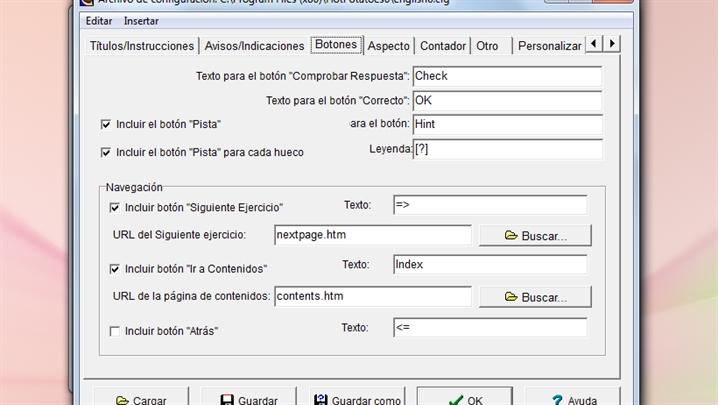 Archivo de configuración: C:\Program Files (x86)\HotPotatoes6\english6.cfg
Editar Insertar
Títulos/Instrucciones Avisos/Indicaciones Botones Aspecto Contador Otro Personalizar
Texto para el botón "Comprobar Respuesta": Check
Texto para el botón "Correcto": OK
Incluir el botón "Pista" ara el botón: Hint
Incluir el botón "Pista" para cada hueco Leyenda: [?]
Navegación
Incluir botón "Siguiente Ejercicio" Texto: =>
URL del Siguiente ejercicio: nextpage.htm Buscar...
Incluir botón "Ir a Contenidos" Texto: Index
URL de la página de contenidos: contents.htm Buscar...
Incluir botón "Atrás" Texto: <=
Cargar Guardar Guardar como OK Ayuda